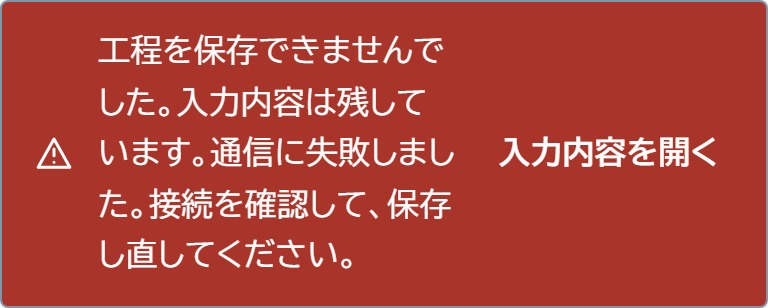 工程を保存できませんで
した。入力内容は残して
います。通信に失敗しまし
た。接続を確認して、保存
し直してください。
入力内容を開く